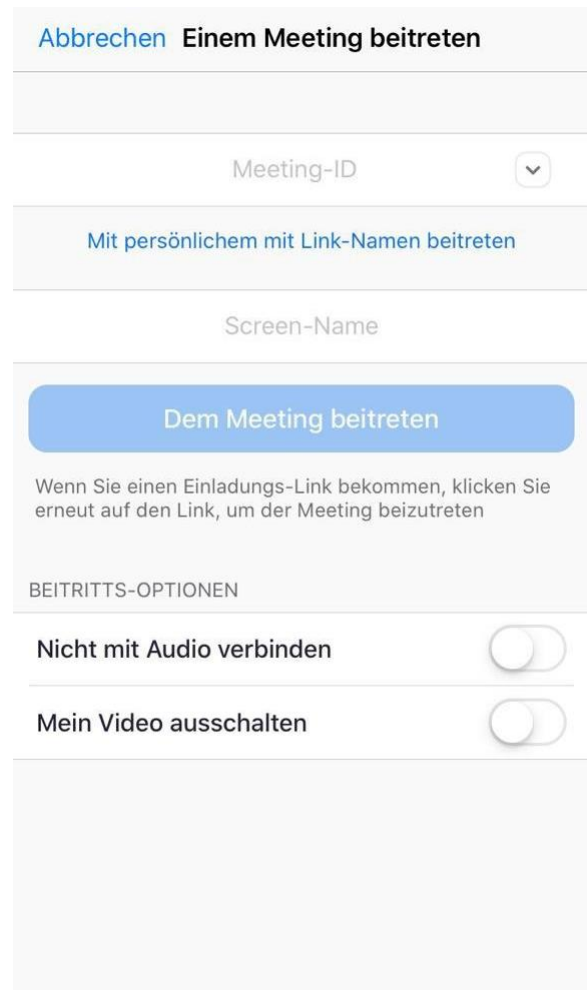 Abbrechen Einem Meeting beitreten
Meeting-ID
Mit persönlichem mit Link-Namen beitreten
Screen-Name
Dem Meeting beitreten
Wenn Sie einen Einladungs-Link bekommen, klicken Sie
erneut auf den Link, um der Meeting beizutreten
BEITRITTS-OPTIONEN
Nicht mit Audio verbinden
Mein Video ausschalten